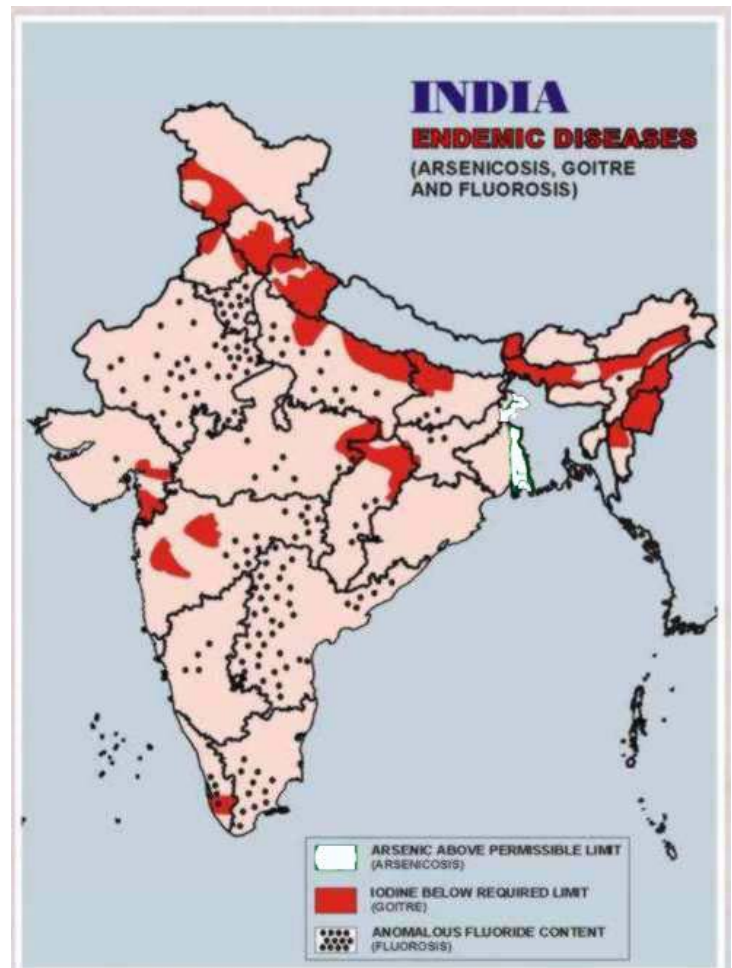 INDIA
ENDEMIC DISEASES
(ARSENICOSIS, GOITRE
AND FLUOROSIS)
ARSENIC ABOVE PERMISSIBLE LIMIT
(ARSENICOSIS)
IODINE BELOW REQUIRED LIMIT
(GOITRE)
ANOMALOUS FLUORIDE CONTENT
(FLUOROSIS)